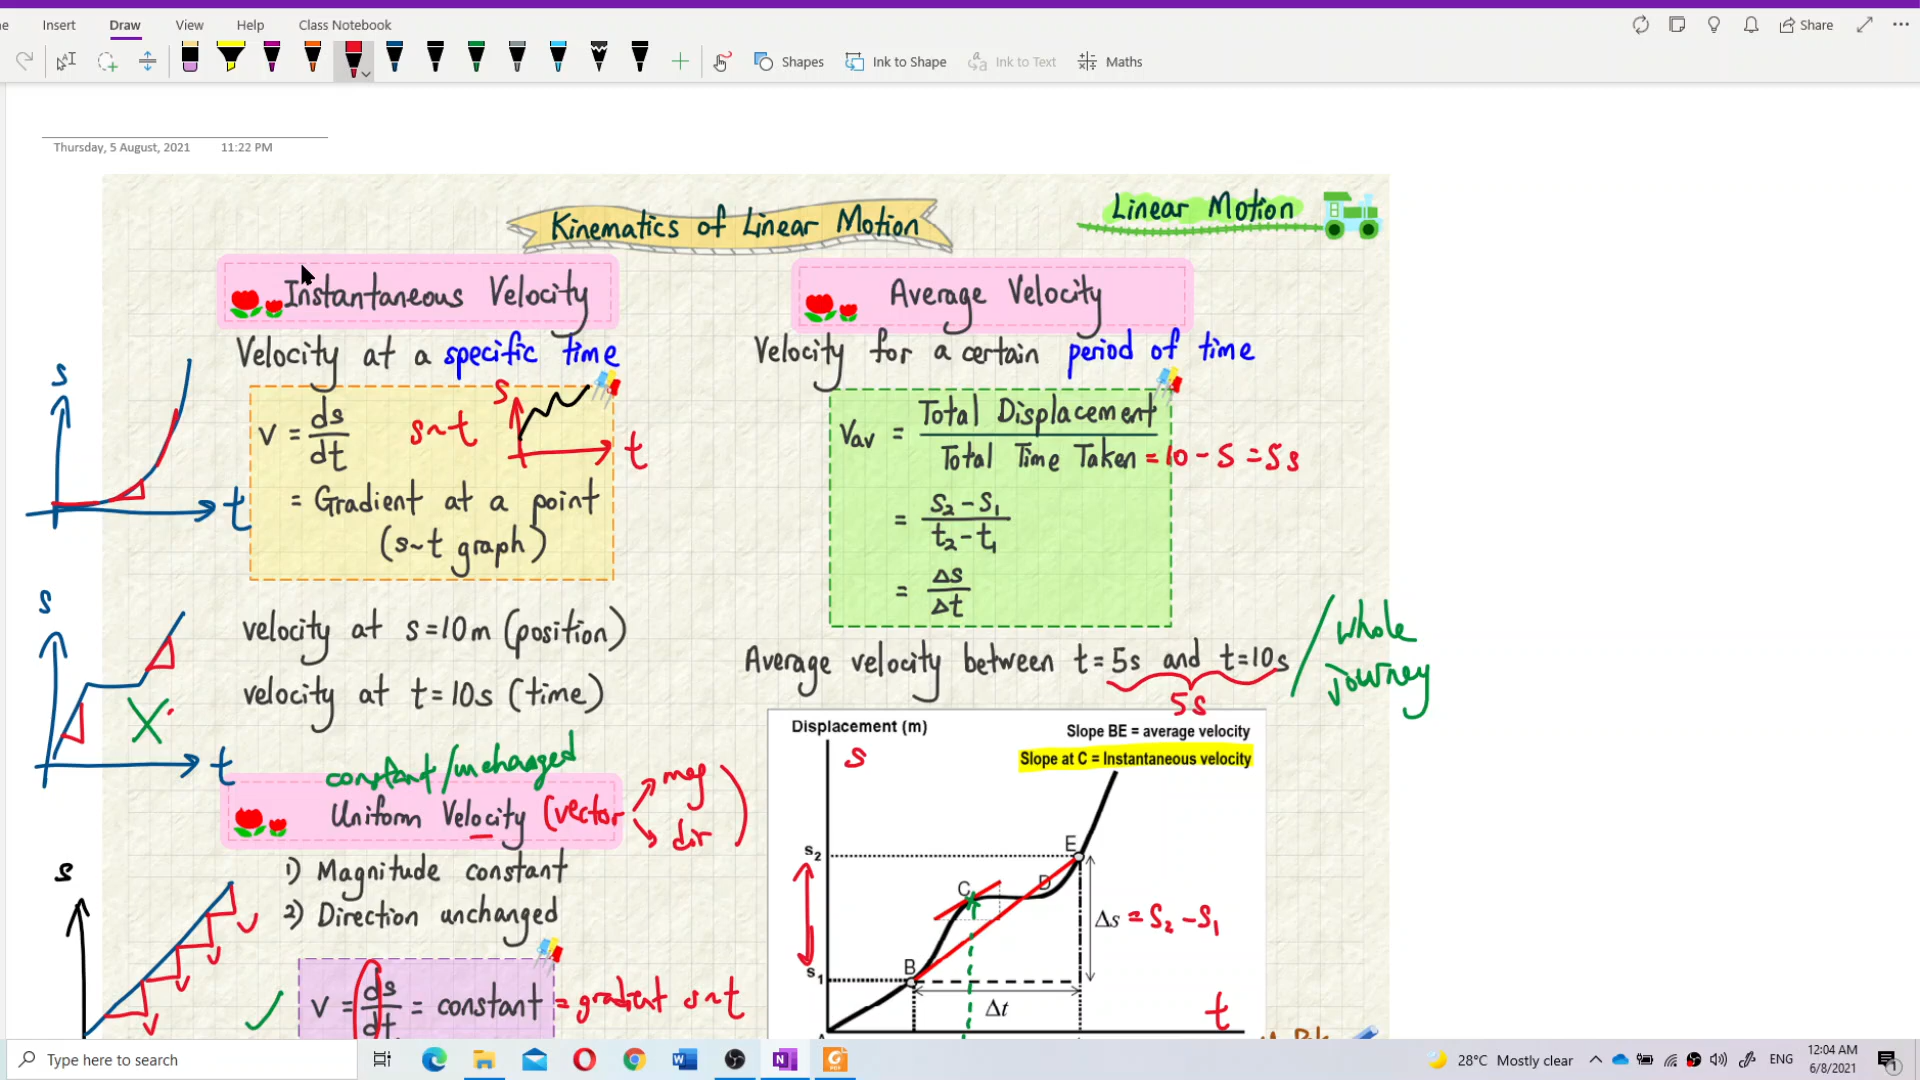 Insert Draw View Help Class Notebook
Share
Shapes Ink to Shape Ink to Text Maths
Thursday, 5 August, 2021 11:22 PM
Kinematics of Linear Motion
Linear Motion
Instantaneous Velocity
Velocity at a specific time
v = ds/dt
s~t
s
t
= Gradient at a point
(s~t graph)
velocity at s=10m (position)
velocity at t=10s (time)
s
t
s
X
t
constant/unchanged
Uniform Velocity (vector mag dir)
1) Magnitude constant
2) Direction unchanged
s
v = ds/dt = constant = gradient s~t
Average Velocity
Velocity for a certain period of time
Vav = Total Displacement
Total Time Taken = 10 - 5 = 5s
= S2-S1
t2-t1
= Δs
Δt
Average velocity between t=5s and t=10s / whole journey
5s
Displacement (m)
s
Slope BE = average velocity
Slope at C = Instantaneous velocity
E
s2
C
D
Δs = S2 - S1
B
s1
Δt
t
Type here to search
28°C Mostly clear
ENG
12:04 AM
6/8/2021
1